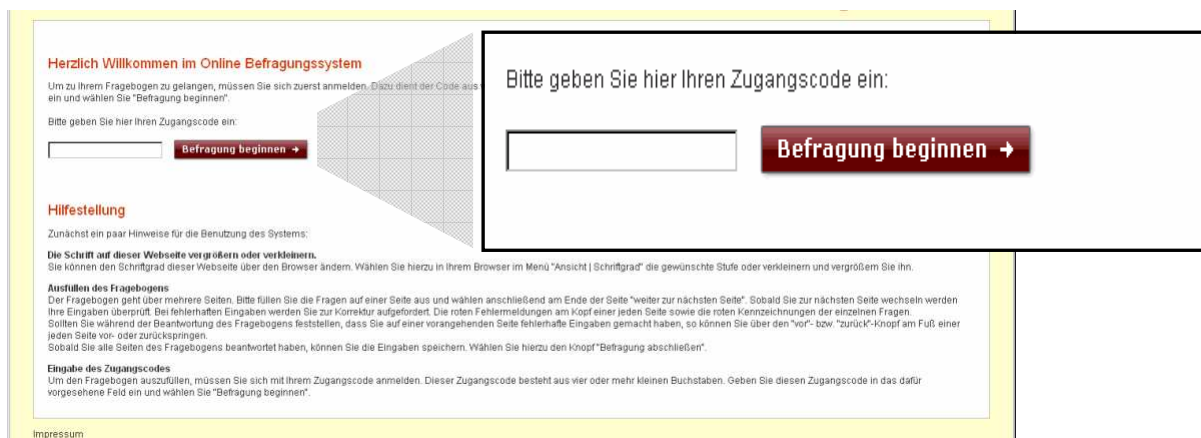 Herzlich Willkommen im Online Befragungssystem
Um zu Ihrem Fragebogen zu gelangen, müssen Sie sich zuerst anmelden. Dazu dient der Code aus
ein und wählen Sie "Befragung beginnen".
Bitte geben Sie hier Ihren Zugangscode ein:
Befragung beginnen →
Bitte geben Sie hier Ihren Zugangscode ein:
Befragung beginnen →
Hilfestellung
Zunächst ein paar Hinweise für die Benutzung des Systems:
Die Schrift auf dieser Webseite vergrößern oder verkleinern.
Sie können den Schriftgrad dieser Webseite über den Browser ändern. Wählen Sie hierzu in Ihrem Browser im Menü "Ansicht | Schriftgrad" die gewünschte Stufe oder verkleinern und vergrößern Sie ihn.
Ausfüllen des Fragebogens
Der Fragebogen geht über mehrere Seiten. Bitte füllen Sie die Fragen auf einer Seite aus und wählen anschließend am Ende der Seite "weiter zur nächsten Seite". Sobald Sie zur nächsten Seite wechseln werden
Ihre Eingaben überprüft. Bei fehlerhaften Eingaben werden Sie zur Korrektur aufgefordert. Die roten Fehlermeldungen am Kopf einer jeden Seite sowie die roten Kennzeichnungen der einzelnen Fragen.
Sollten Sie während der Beantwortung des Fragebogens feststellen, dass Sie auf einer vorangehenden Seite fehlerhafte Eingaben gemacht haben, so können Sie über den "vor"- bzw. "zurück"-Knopf am Fuß einer
jeden Seite vor- oder zurückspringen.
Sobald Sie alle Seiten des Fragebogens beantwortet haben, können Sie die Eingaben speichern. Wählen Sie hierzu den Knopf "Befragung abschließen".
Eingabe des Zugangscodes
Um den Fragebogen auszufüllen, müssen Sie sich mit Ihrem Zugangscode anmelden. Dieser Zugangscode besteht aus vier oder mehr kleinen Buchstaben. Geben Sie diesen Zugangscode in das dafür
vorgesehene Feld ein und wählen Sie "Befragung beginnen".
Impressum